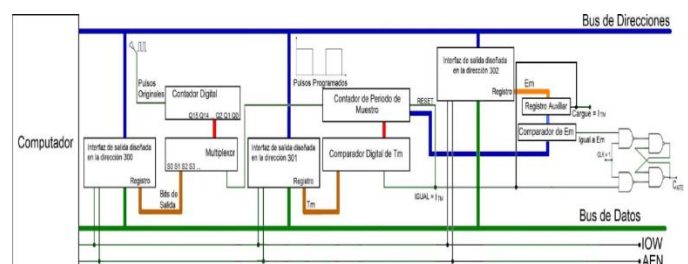 Bus de Direcciones
Computador
Pulsos
Originales
Contador Digital
Q15 Q14 ... Q2 Q1 Q0
Interfaz de salida diseñada
en la dirección 300
Registro
Multiplexor
S0 S1 S2 S3 ...
Bits de
Salida
Pulsos Programados
Contador de Periodo de
Muestro
RESET
Interfaz de salida diseñada
en la dirección 301
Registro
Comparador Digital de Tm
Tm
IGUAL = I TM
Interfaz de salida diseñada
en la dirección 302
Registro
Em
Registro Auxiliar
Cargue = I TM
Comparador de Em
Igual a Em
Bus de Datos
IOW
AEN